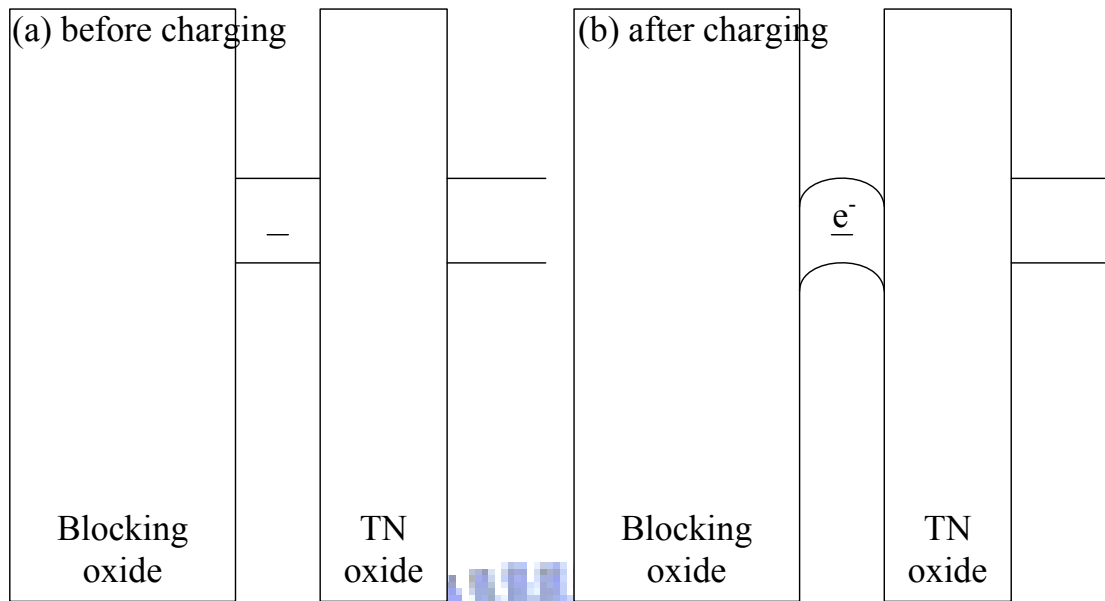 (a) before charging
(b) after charging
e-
Blocking
oxide
TN
oxide
Blocking
oxide
TN
oxide